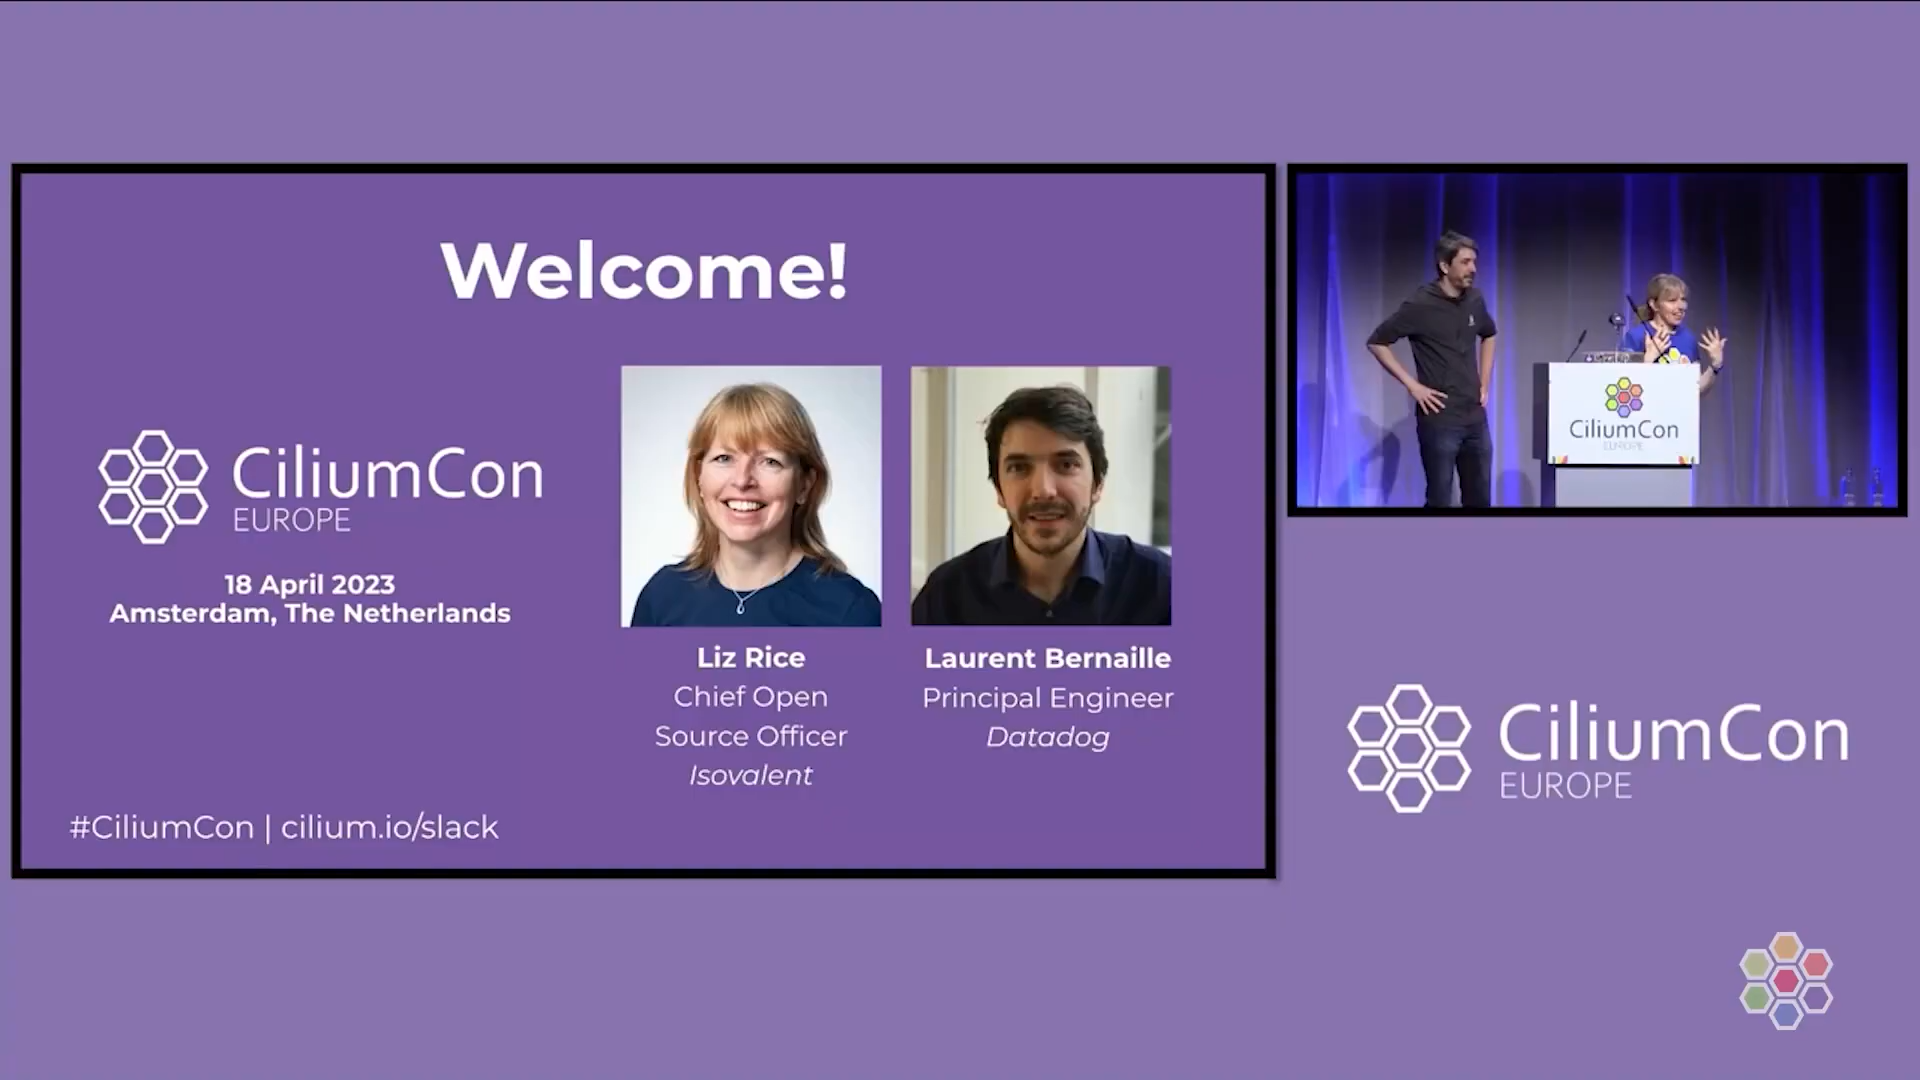 Welcome!
CiliumCon
EUROPE
18 April 2023
Amsterdam, The Netherlands
Liz Rice
Chief Open
Source Officer
Isovalent
Laurent Bernaille
Principal Engineer
Datadog
#CiliumCon | cilium.io/slack
CiliumCon
EUROPE
CiliumCon
EUROPE